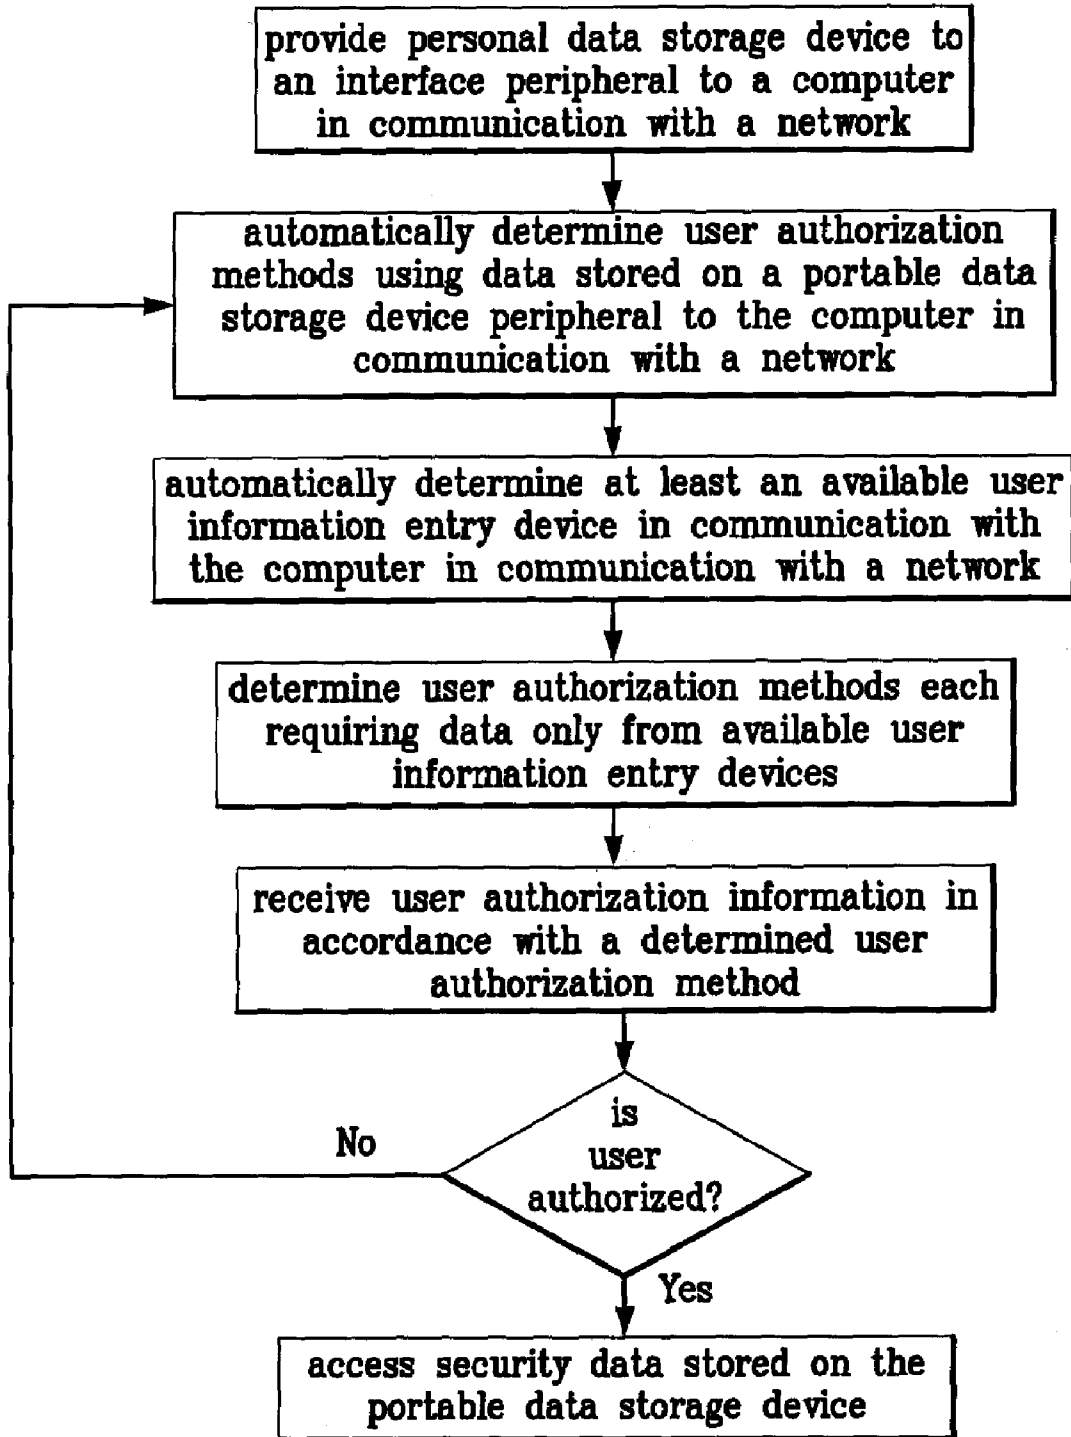 provide personal data storage device to
an interface peripheral to a computer
in communication with a network
automatically determine user authorization
methods using data stored on a portable data
storage device peripheral to the computer in
communication with a network
automatically determine at least an available user
information entry device in communication with
the computer in communication with a network
determine user authorization methods each
requiring data only from available user
information entry devices
receive user authorization information in
accordance with a determined user
authorization method
is
user
authorized?
No
Yes
access security data stored on the
portable data storage device